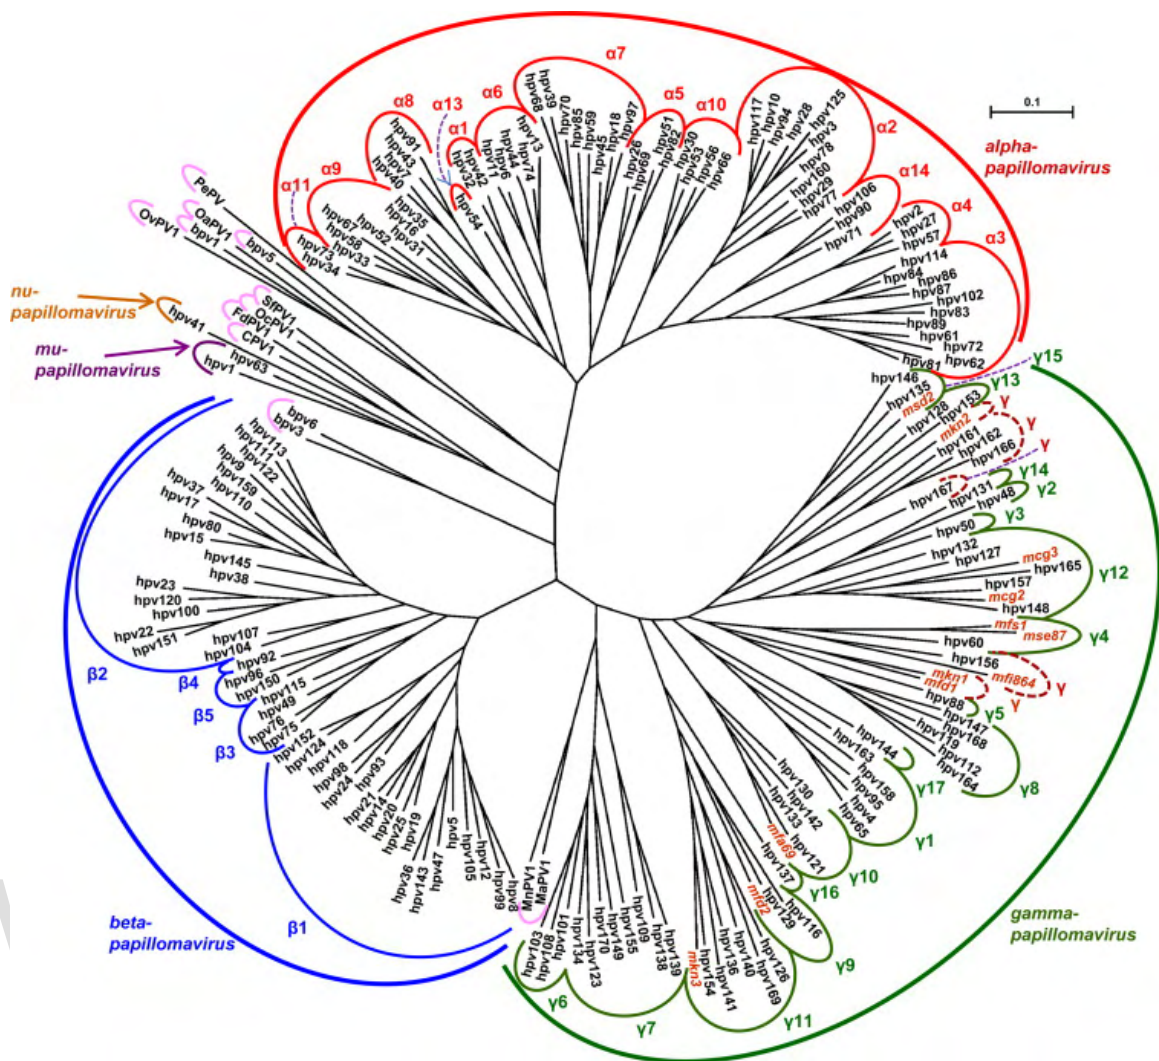 α7
α6
α5
α10
α13
α8
α1
α2
α9
α11
α14
α4
α3
0.1
alpha-
papillomavirus
hpv73
hpv34
hpv67
hpv58
hpv33
hpv52
hpv35
hpv16
hpv31
hpv91
hpv43
hpv7
hpv40
hpv42
hpv32
hpv54
hpv11
hpv6
hpv44
hpv74
hpv13
hpv68
hpv39
hpv70
hpv85
hpv59
hpv45
hpv18
hpv97
hpv26
hpv69
hpv51
hpv82
hpv30
hpv53
hpv56
hpv66
hpv117
hpv10
hpv94
hpv28
hpv3
hpv125
hpv78
hpv160
hpv29
hpv77
hpv106
hpv90
hpv71
hpv2
hpv27
hpv57
hpv114
hpv84
hpv86
hpv87
hpv102
hpv83
hpv89
hpv61
hpv72
hpv62
hpv81
PePV
OvPV1
OaPV1
bpv1
bpv5
nu-
papillomavirus
hpv41
SfPV1
OcPV1
FdPV1
CPV1
mu-
papillomavirus
hpv63
hpv1
bpv6
bpv3
γ15
hpv146
hpv135
msd2
γ13
hpv128
hpv153
mkn2
γ
γ
hpv161
hpv162
hpv166
γ
hpv167
hpv131
γ14
hpv48
γ2
hpv50
γ3
hpv132
hpv127
mcg3
hpv165
hpv157
mcg2
hpv148
γ12
mfs1
mse87
hpv60
γ4
hpv156
mfi864
γ
mkn1
mfd1
γ
hpv88
γ5
hpv147
hpv168
hpv119
hpv112
hpv164
γ8
hpv144
hpv163
γ17
hpv158
hpv95
hpv4
hpv65
γ1
hpv130
hpv142
hpv133
mfa69
hpv121
γ10
hpv137
γ16
mfd2
hpv129
hpv116
γ9
gamma-
papillomavirus
hpv126
hpv169
hpv140
hpv136
hpv141
hpv154
mkn3
γ11
hpv139
hpv138
hpv109
hpv155
hpv149
hpv170
hpv123
hpv134
γ7
hpv101
hpv108
hpv103
γ6
MaPV1
MnPV1
hpv113
hpv111
hpv122
hpv9
hpv159
hpv110
hpv37
hpv17
hpv80
hpv15
hpv145
hpv38
hpv23
hpv120
hpv100
hpv22
hpv151
hpv107
hpv104
β2
hpv92
β4
hpv96
hpv150
β5
hpv115
hpv49
hpv76
hpv75
β3
hpv152
hpv124
hpv118
hpv98
hpv24
hpv93
hpv21
hpv14
hpv20
hpv25
hpv19
hpv36
hpv143
hpv47
hpv5
hpv105
hpv12
hpv99
hpv8
β1
beta-
papillomavirus